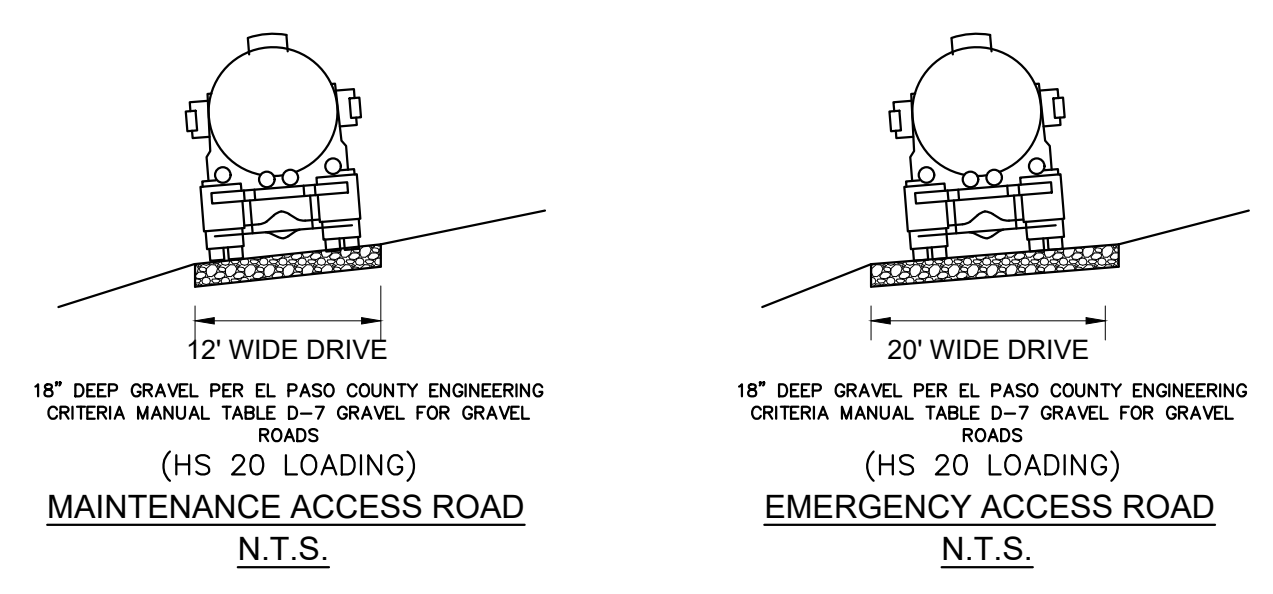 12' WIDE DRIVE
18" DEEP GRAVEL PER EL PASO COUNTY ENGINEERING
CRITERIA MANUAL TABLE D-7 GRAVEL FOR GRAVEL
ROADS
(HS 20 LOADING)
MAINTENANCE ACCESS ROAD
N.T.S.
20' WIDE DRIVE
18" DEEP GRAVEL PER EL PASO COUNTY ENGINEERING
CRITERIA MANUAL TABLE D-7 GRAVEL FOR GRAVEL
ROADS
(HS 20 LOADING)
EMERGENCY ACCESS ROAD
N.T.S.